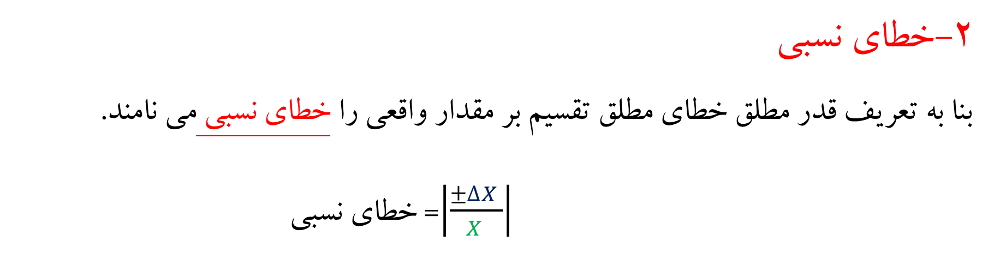 ۲-خطای نسبی
بنا به تعریف قدر مطلق خطای مطلق تقسیم بر مقدار واقعی را خطای نسبی می نامند.
خطای نسبی =|±ΔX / X|